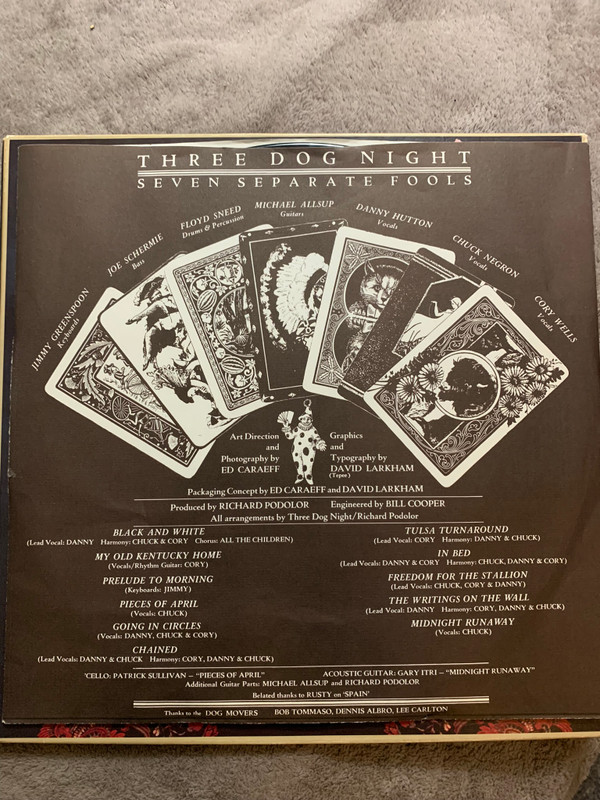 THREE DOG NIGHT
SEVEN SEPARATE FOOLS
JIMMY GREENSPOON
Keyboards
JOE SCHERMIE
Bass
FLOYD SNEED
Drums & Percussion
MICHAEL ALLSUP
Guitars
DANNY HUTTON
Vocals
CHUCK NEGRON
Vocals
CORY WELLS
Vocals
Art Direction
and
Photography by
ED CARAEFF
Graphics
and
Typography by
DAVID LARKHAM
(Tepee)
Packaging Concept by ED CARAEFF and DAVID LARKHAM
Produced by RICHARD PODOLOR Engineered by BILL COOPER
All arrangements by Three Dog Night/Richard Podolor
BLACK AND WHITE
(Lead Vocal: DANNY Harmony: CHUCK & CORY Chorus: ALL THE CHILDREN)
MY OLD KENTUCKY HOME
(Vocals/Rhythm Guitar: CORY)
PRELUDE TO MORNING
(Keyboards: JIMMY)
PIECES OF APRIL
(Vocals: CHUCK)
GOING IN CIRCLES
(Vocals: DANNY, CHUCK & CORY)
CHAINED
(Lead Vocals: DANNY & CHUCK Harmony: CORY, DANNY & CHUCK)
TULSA TURNAROUND
(Lead Vocal: CORY Harmony: DANNY & CHUCK)
IN BED
(Lead Vocals: DANNY & CORY Harmony: CHUCK, DANNY & CORY)
FREEDOM FOR THE STALLION
(Lead Vocals: CHUCK, CORY & DANNY)
THE WRITINGS ON THE WALL
(Lead Vocal: DANNY Harmony: CORY, DANNY & CHUCK)
MIDNIGHT RUNAWAY
(Vocals: CHUCK)
'CELLO: PATRICK SULLIVAN – "PIECES OF APRIL" ACOUSTIC GUITAR: GARY ITRI – "MIDNIGHT RUNAWAY"
Additional Guitar Parts: MICHAEL ALLSUP and RICHARD PODOLOR
Belated thanks to RUSTY on 'SPAIN'
Thanks to the DOG MOVERS BOB TOMMASO, DENNIS ALBRO, LEE CARLTON